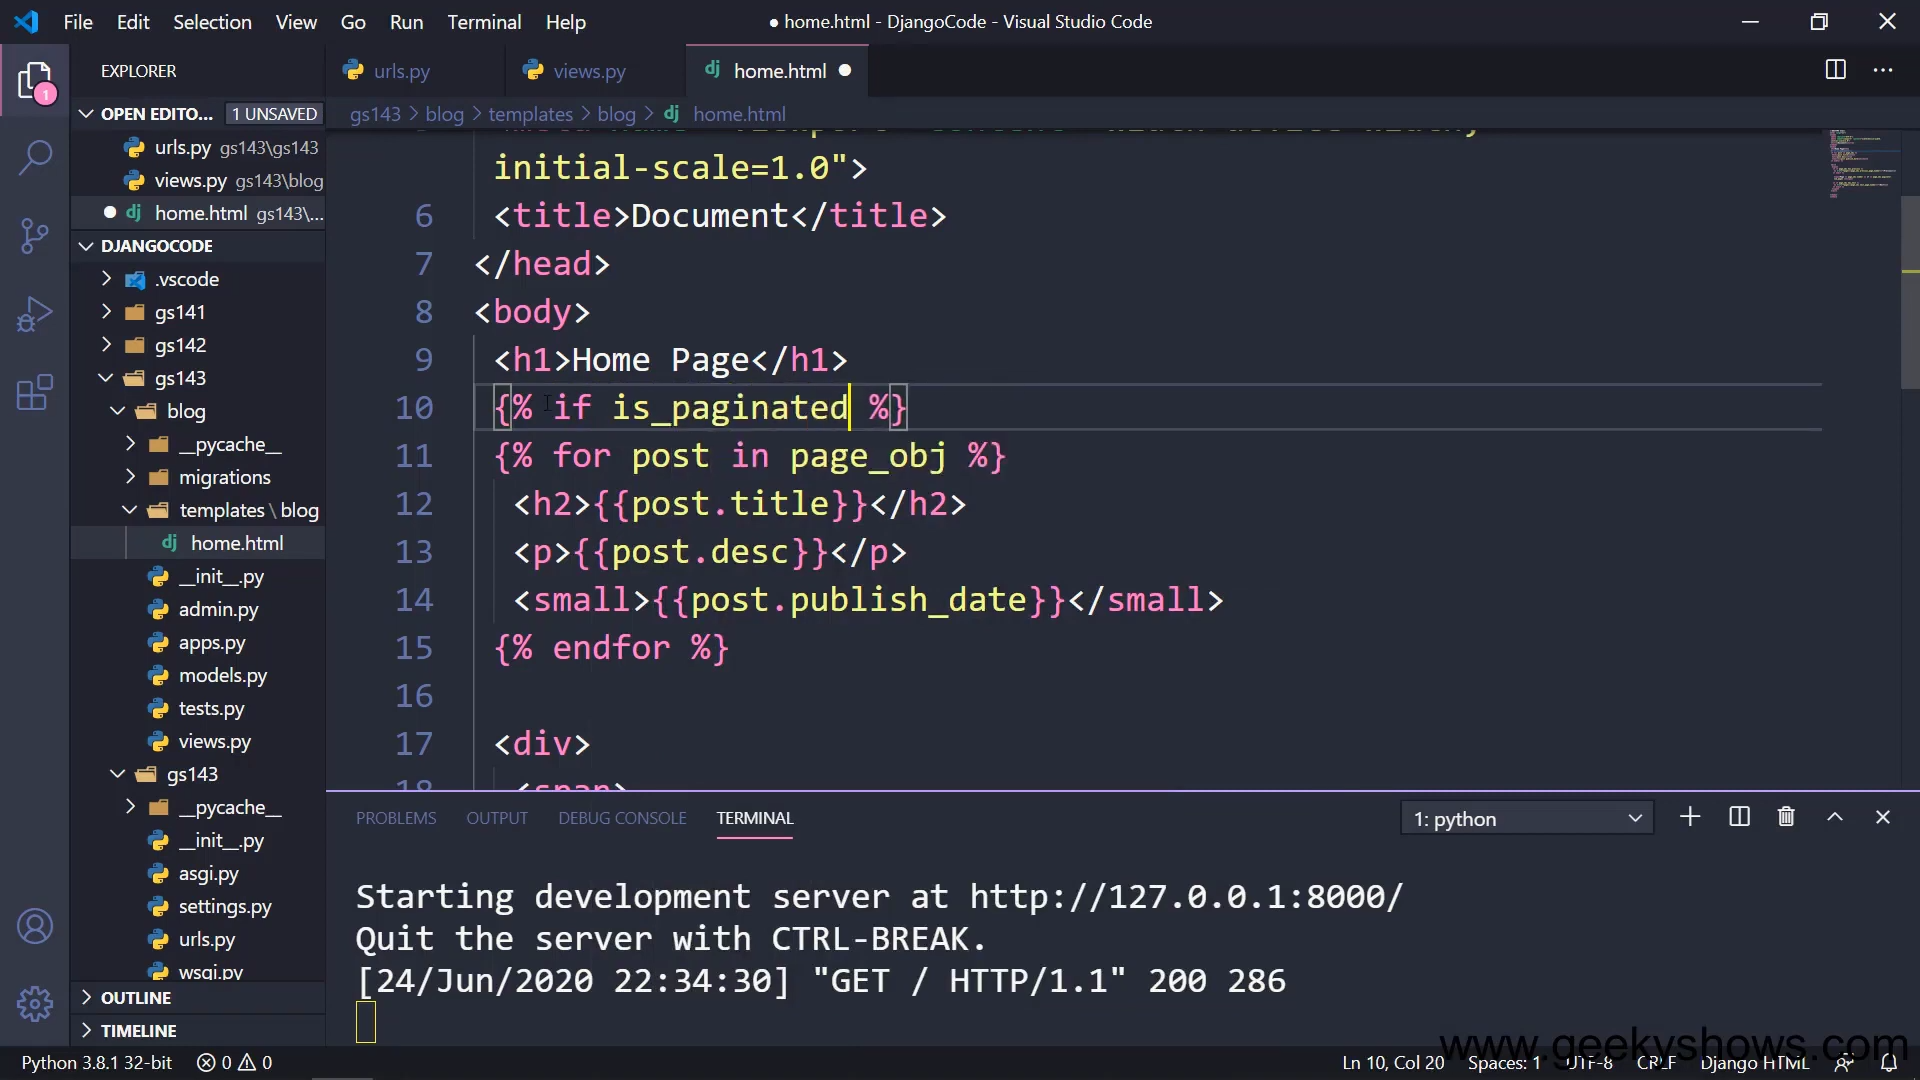 File Edit Selection View Go Run Terminal Help
● home.html - DjangoCode - Visual Studio Code
EXPLORER
urls.py
views.py
home.html ●
OPEN EDITO... 1 UNSAVED
gs143 > blog > templates > blog > home.html
urls.py gs143\gs143
views.py gs143\blog
home.html gs143\...
DJANGOCODE
.vscode
gs141
gs142
gs143
blog
__pycache__
migrations
templates \ blog
home.html
__init__.py
admin.py
apps.py
models.py
tests.py
views.py
gs143
__pycache__
__init__.py
asgi.py
settings.py
urls.py
wsgi.py
OUTLINE
TIMELINE
initial-scale=1.0">
6 <title>Document</title>
7 </head>
8 <body>
9 <h1>Home Page</h1>
10 {% if is_paginated %}
11 {% for post in page_obj %}
12 <h2>{{post.title}}</h2>
13 <p>{{post.desc}}</p>
14 <small>{{post.publish_date}}</small>
15 {% endfor %}
16
17 <div>
18 <span>
PROBLEMS OUTPUT DEBUG CONSOLE TERMINAL
1: python
Starting development server at http://127.0.0.1:8000/
Quit the server with CTRL-BREAK.
[24/Jun/2020 22:34:30] "GET / HTTP/1.1" 200 286
www.geekyshows.com
Python 3.8.1 32-bit 0 0
Ln 10, Col 20 Spaces: 1 UTF-8 CRLF Django HTML
1